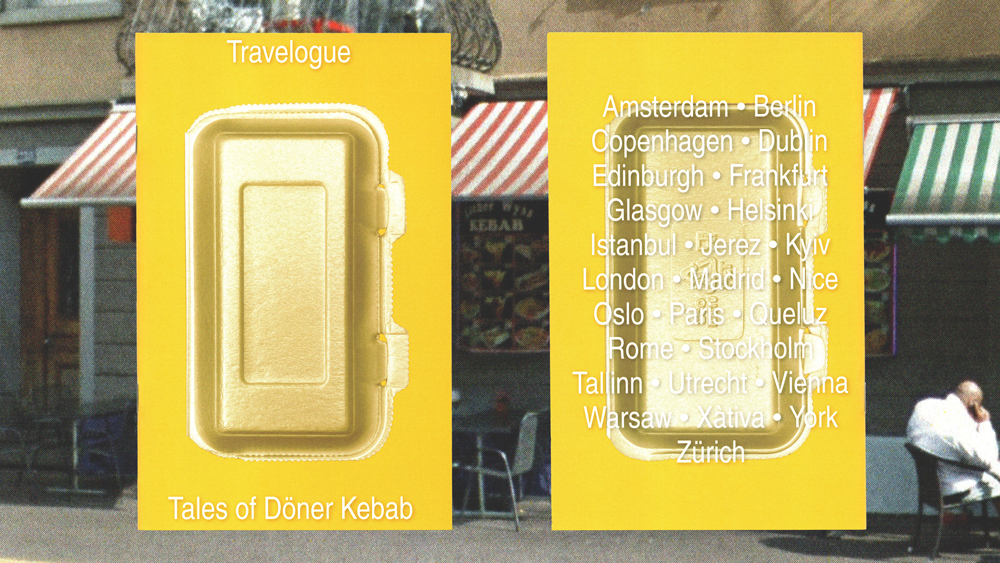 Travelogue
Tales of Döner Kebab
Amsterdam • Berlin
Copenhagen • Dublin
Edinburgh • Frankfurt
Glasgow • Helsinki
Istanbul • Jerez • Kyiv
London • Madrid • Nice
Oslo • Paris • Queluz
Rome • Stockholm
Tallinn • Utrecht • Vienna
Warsaw • Xàtiva • York
Zürich
KEBAB